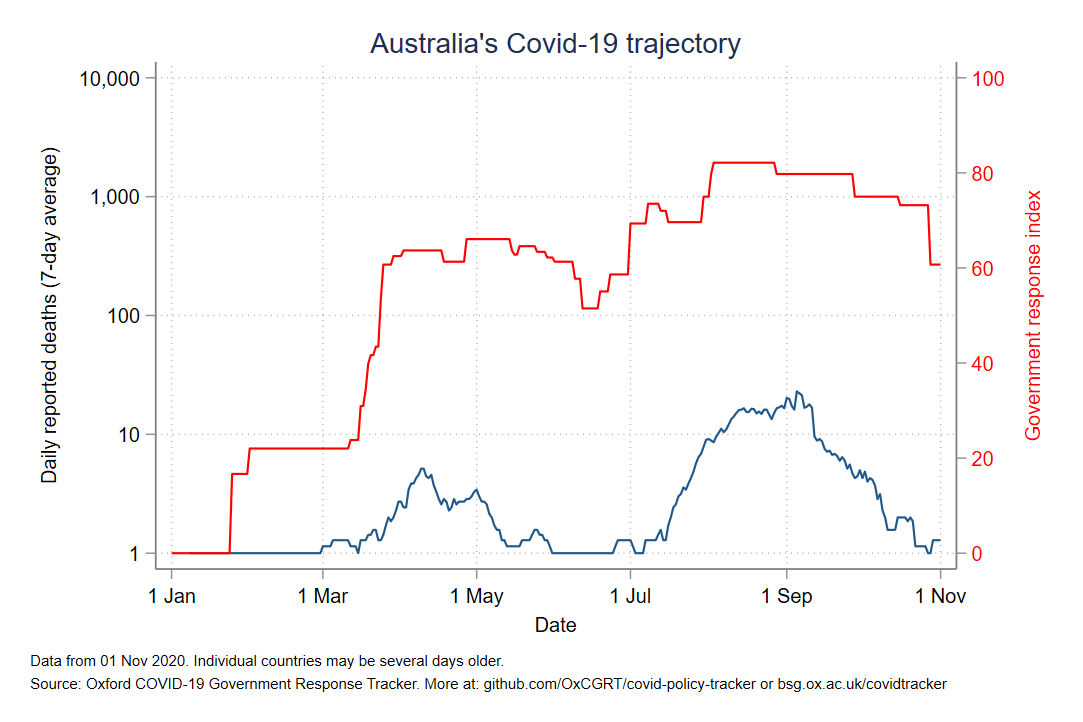 Australia's Covid-19 trajectory
Daily reported deaths (7-day average)
10,000
1,000
100
10
1
100
80
60
40
20
0
Government response index
1 Jan
1 Mar
1 May
1 Jul
1 Sep
1 Nov
Date
Data from 01 Nov 2020. Individual countries may be several days older.
Source: Oxford COVID-19 Government Response Tracker. More at: github.com/OxCGRT/covid-policy-tracker or bsg.ox.ac.uk/covidtracker